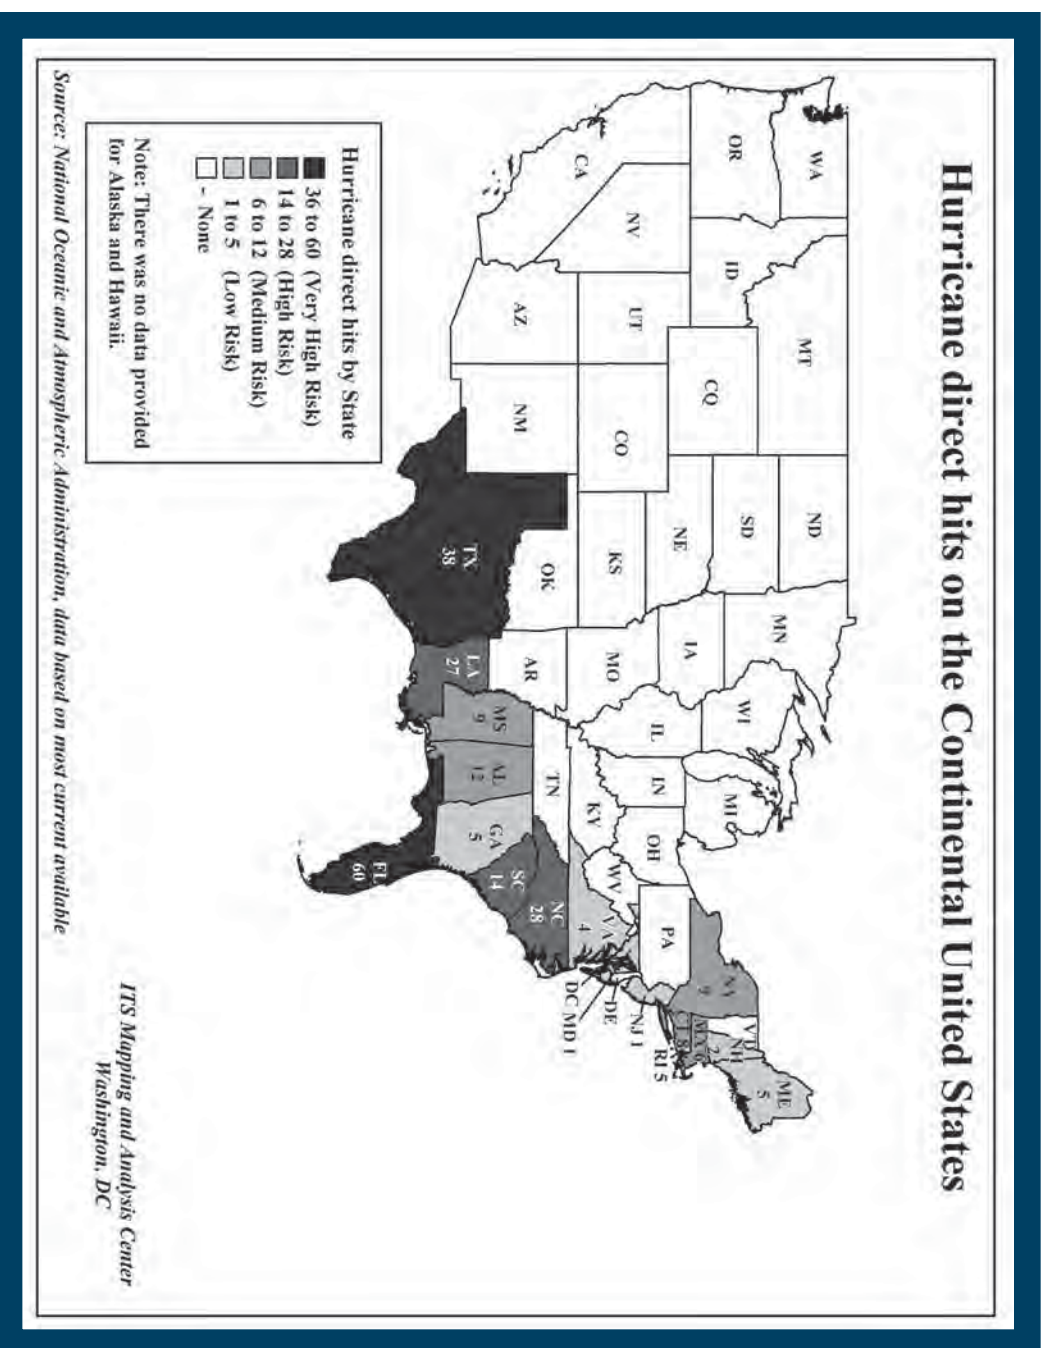 Hurricane direct hits on the Continental United States
WA
OR
CA
NV
ID
MT
UT
AZ
CQ
CO
NM
ND
SD
NE
KS
OK
TX
38
MN
IA
MO
AR
LA
27
WI
IL
MS
9
MI
IN
KY
TN
AL
12
OH
WV
GA
5
SC
14
NC
28
FL
60
PA
VA
4
NY
9
VT
NH
2
MA 6
CT 8
ME
5
RI 5
NJ 1
DE
MD 1
DC
Hurricane direct hits by State
36 to 60 (Very High Risk)
14 to 28 (High Risk)
6 to 12 (Medium Risk)
1 to 5 (Low Risk)
- None
Note: There was no data provided
for Alaska and Hawaii.
Source: National Oceanic and Atmospheric Administration, data based on most current available
ITS Mapping and Analysis Center
Washington, DC